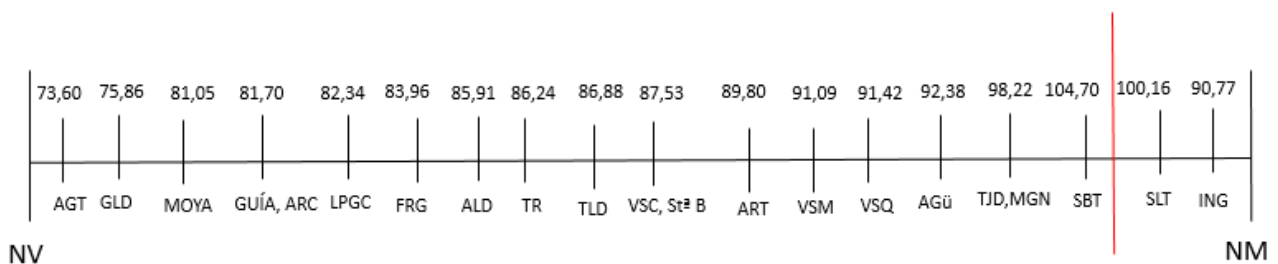 73,60 75,86 81,05 81,70 82,34 83,96 85,91 86,24 86,88 87,53 89,80 91,09 91,42 92,38 98,22 104,70 100,16 90,77
AGT GLD MOYA GUÍA, ARC LPGC FRG ALD TR TLD VSC, Stª B ART VSM VSQ AGü TJD,MGN SBT SLT ING
NV NM